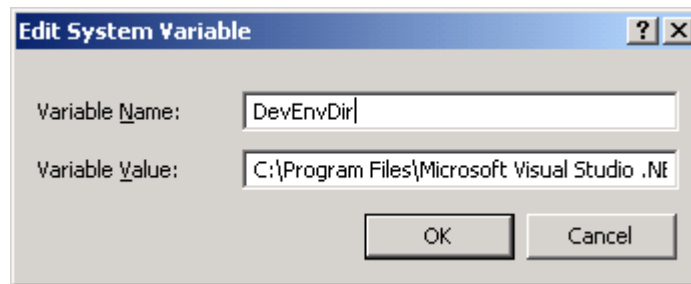 Edit System Variable
Variable Name: DevEnvDir
Variable Value: C:\Program Files\Microsoft Visual Studio .NE
OK Cancel